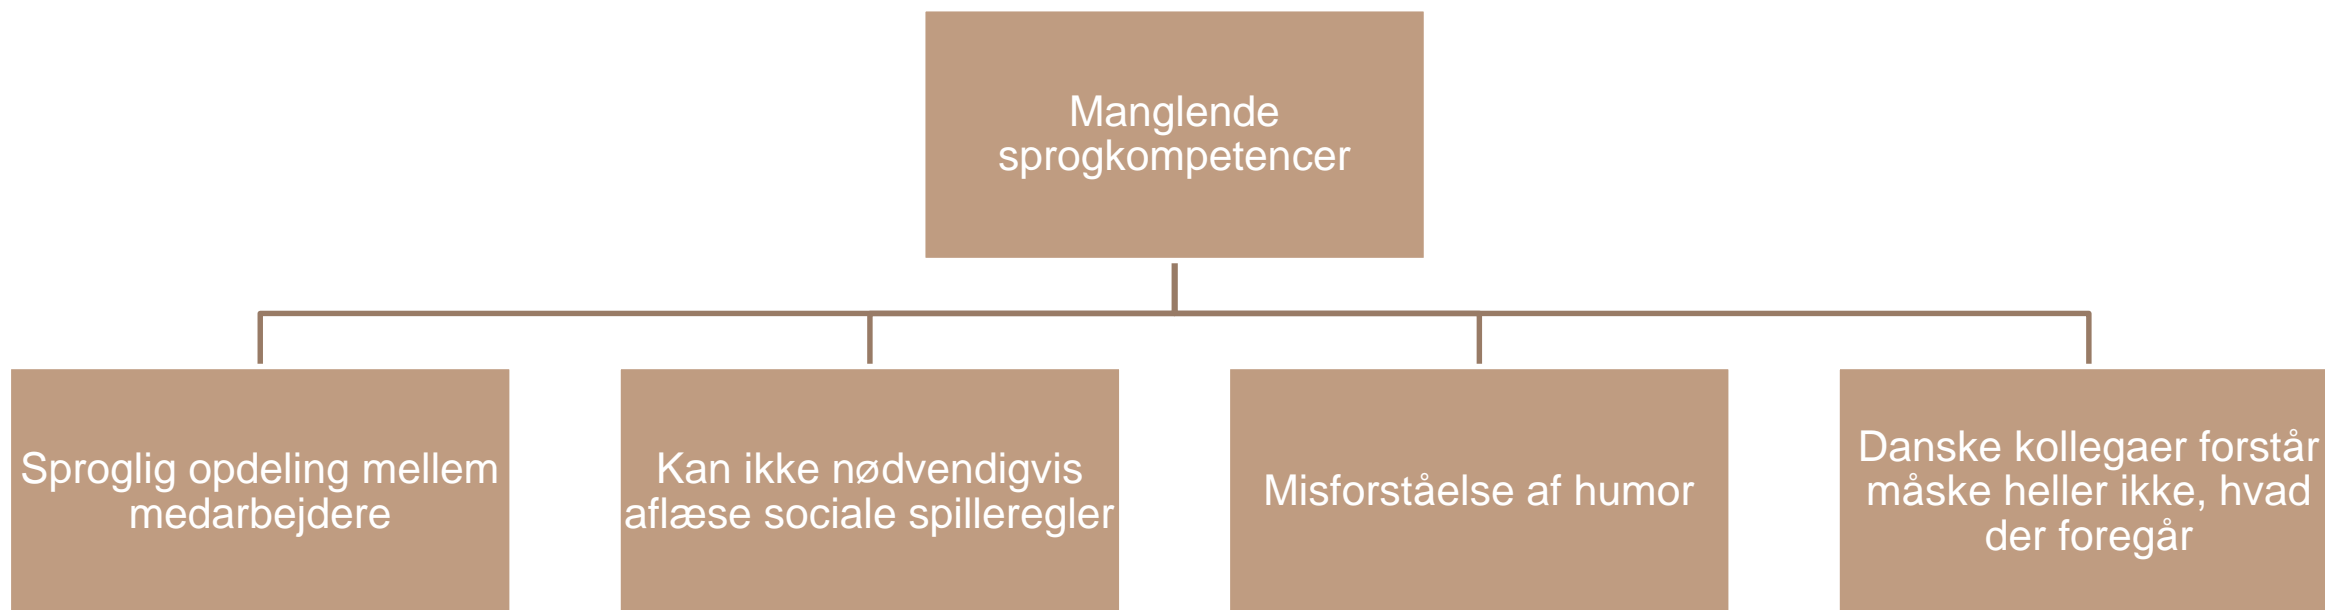 Manglende
sprogkompetencer
Sproglig opdeling mellem
medarbejdere
Kan ikke nødvendigvis
aflæse sociale spilleregler
Misforståelse af humor
Danske kollegaer forstår
måske heller ikke, hvad
der foregår